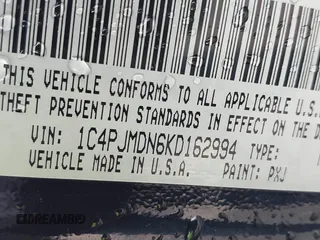 THIS VEHICLE CONFORMS TO ALL APPLICABLE U.S.
THEFT PREVENTION STANDARDS IN EFFECT ON THE D
VIN: 1C4PJMDN6KD162994 TYPE:
VEHICLE MADE IN U.S.A. PAINT: PXJ
DREAMBID